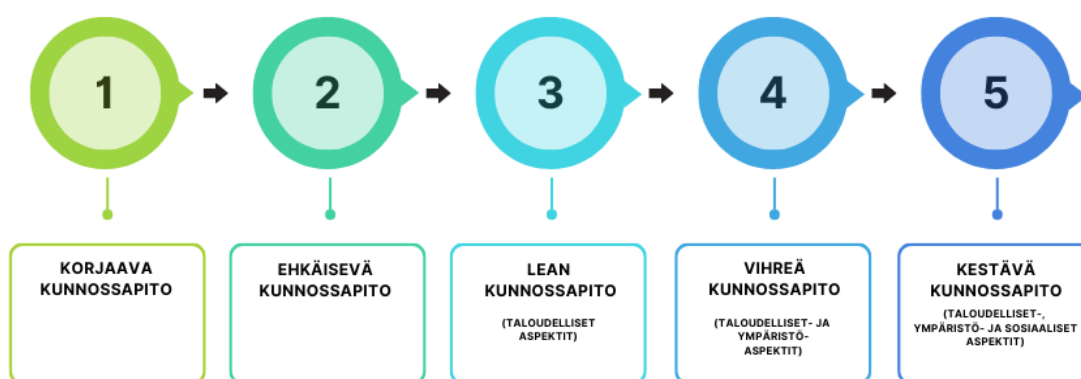 1
2
3
4
5
KORJAAVA
KUNNOSSAPITO
EHKÄISEVÄ
KUNNOSSAPITO
LEAN
KUNNOSSAPITO
(TALOUDELLISET
ASPEKTIT)
VIHREÄ
KUNNOSSAPITO
(TALOUDELLISET- JA
YMPÄRISTÖ-
ASPEKTIT)
KESTÄVÄ
KUNNOSSAPITO
(TALOUDELLISET-,
YMPÄRISTÖ- JA SOSIAALISET
ASPEKTIT)